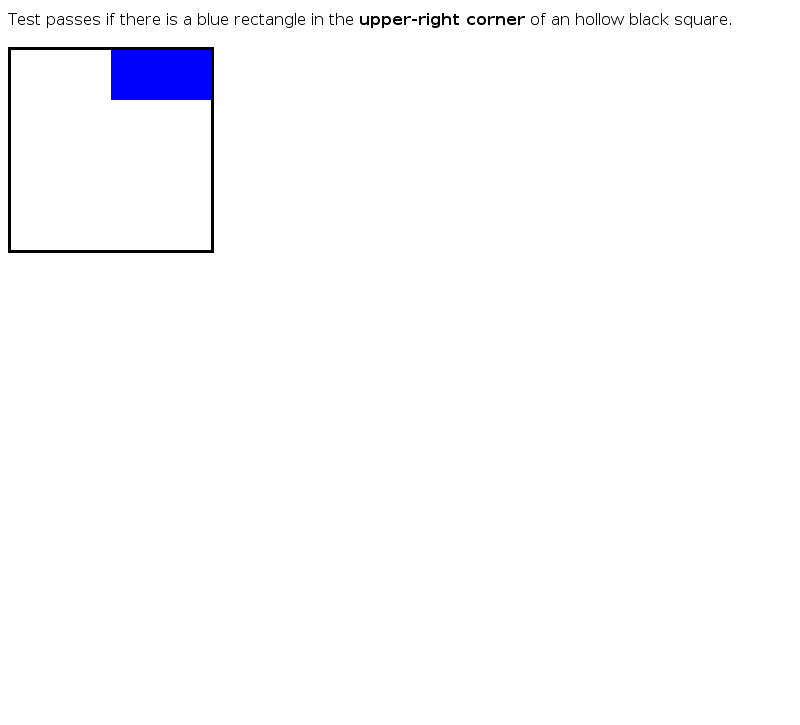 Test passes if there is a blue rectangle in the upper-right corner of an hollow black square.